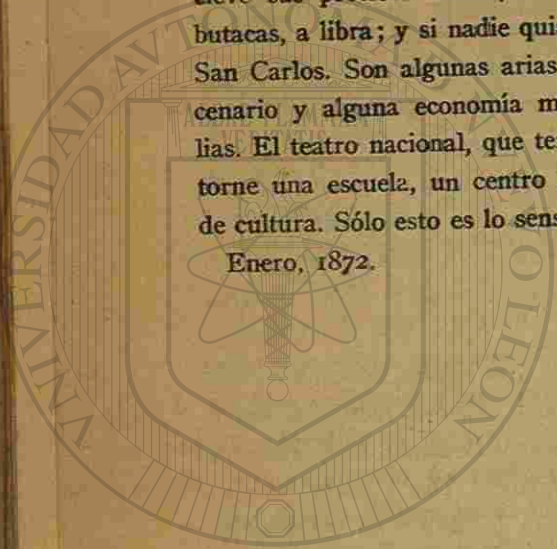 butacas, a libra; y si nadie qui
San Carlos. Son algunas arias
cenario y alguna economía m
lias. El teatro nacional, que te
torne una escuela, un centro
de cultura. Sólo esto es lo sens
Enero, 1872.